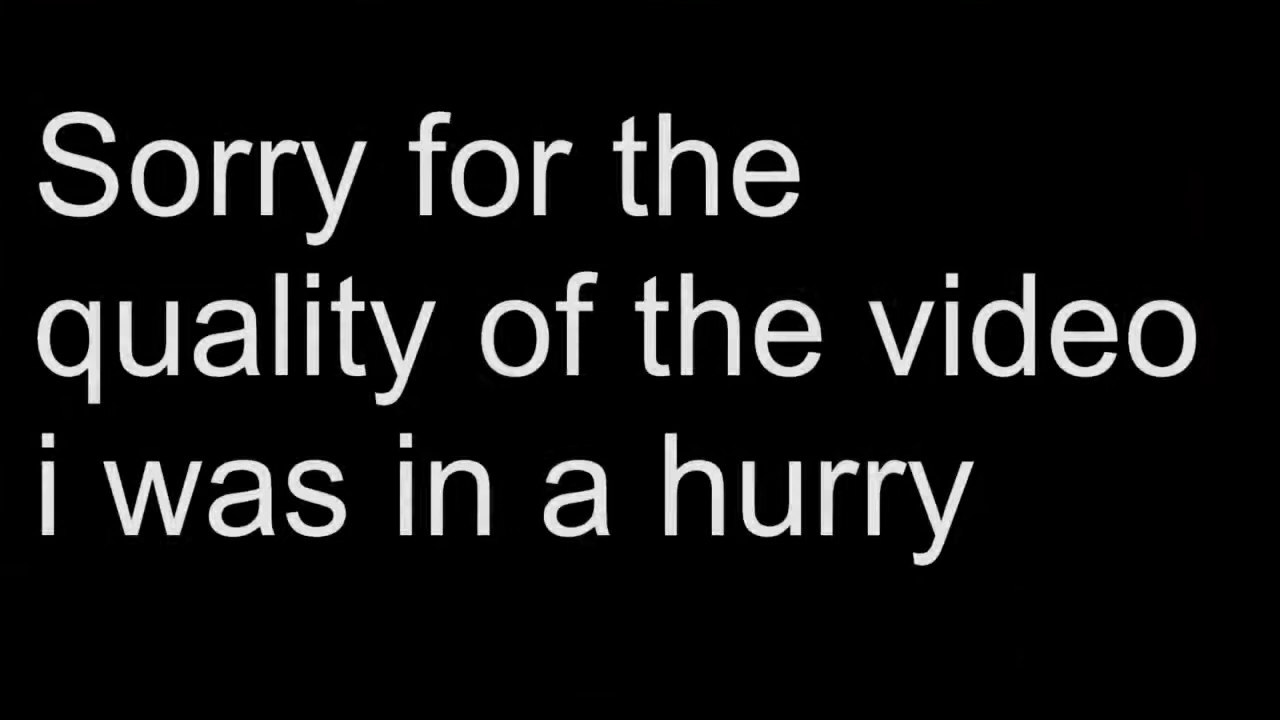 Sorry for the
quality of the video
i was in a hurry